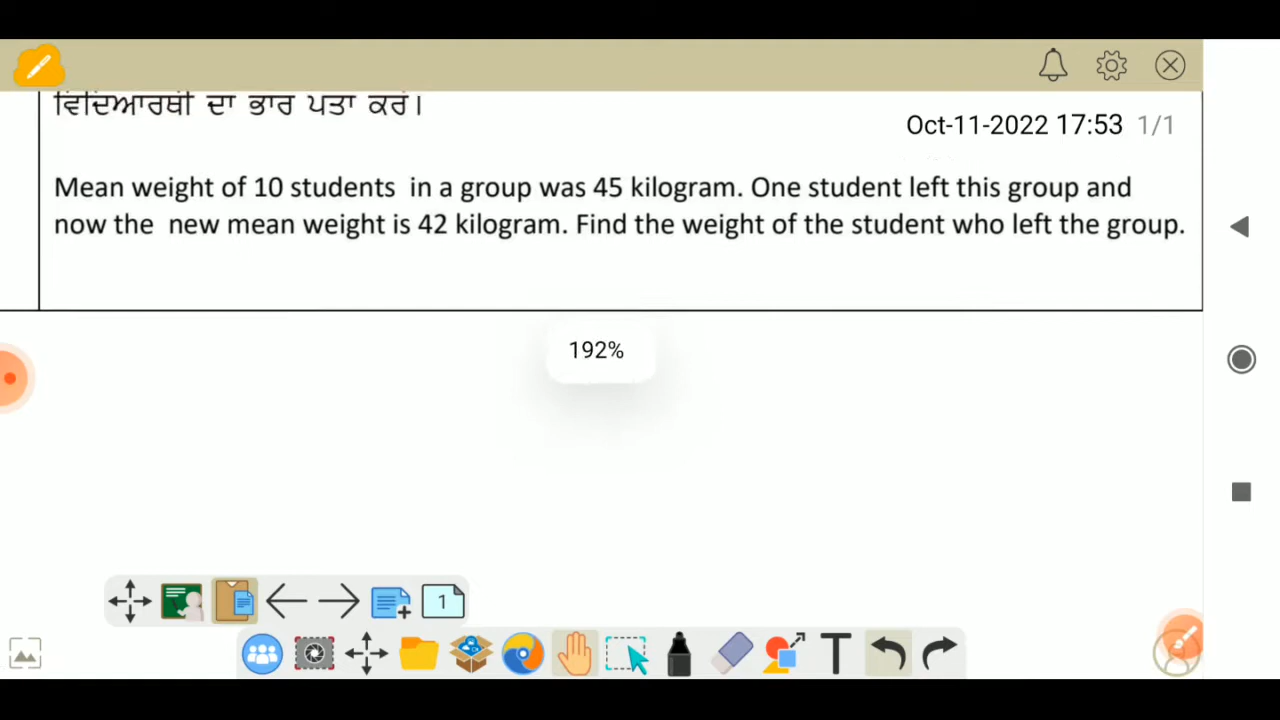 ਵਿਦਿਆਰਥੀ ਦਾ ਭਾਰ ਪਤਾ ਕਰੋ।
Oct-11-2022 17:53 1/1
Mean weight of 10 students in a group was 45 kilogram. One student left this group and
now the new mean weight is 42 kilogram. Find the weight of the student who left the group.
192%
1
T